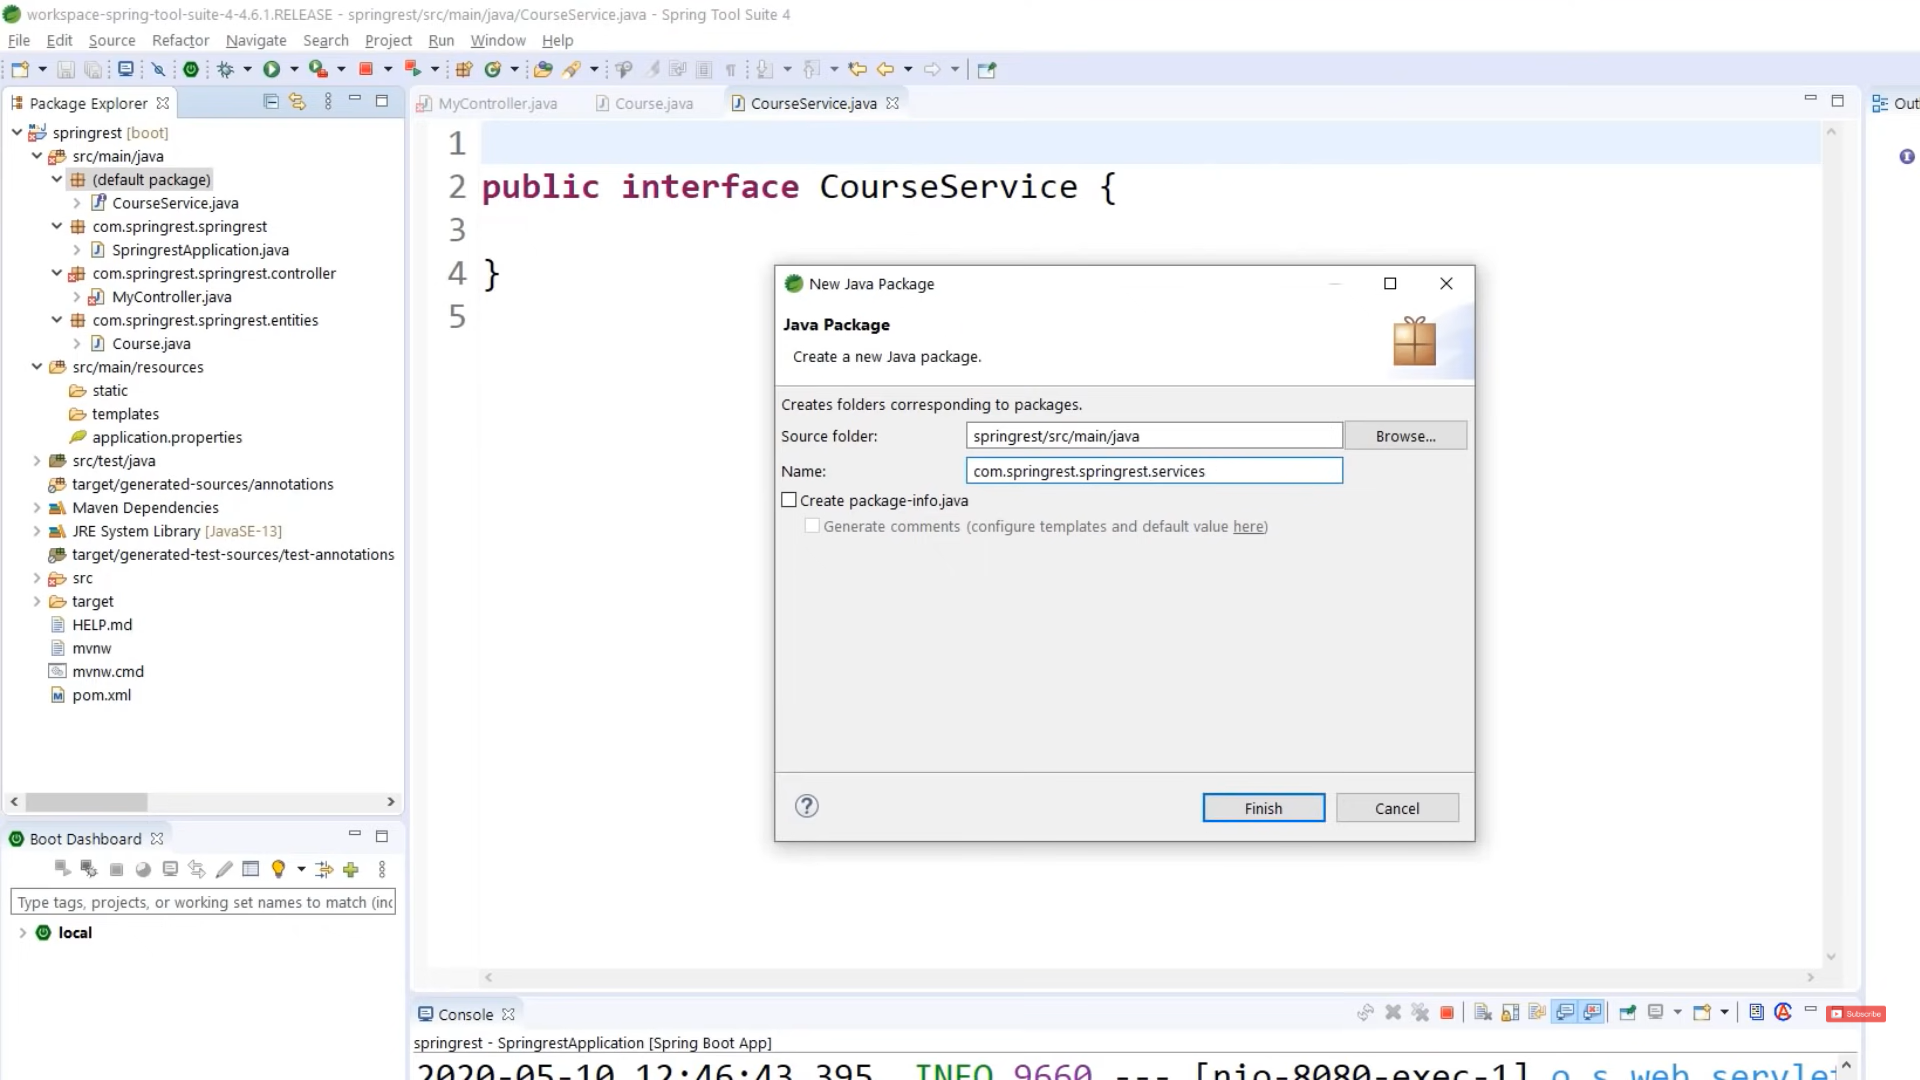 workspace-spring-tool-suite-4-4.6.1.RELEASE - springrest/src/main/java/CourseService.java - Spring Tool Suite 4
File Edit Source Refactor Navigate Search Project Run Window Help
Package Explorer
springrest [boot]
src/main/java
(default package)
CourseService.java
com.springrest.springrest
SpringrestApplication.java
com.springrest.springrest.controller
MyController.java
com.springrest.springrest.entities
Course.java
src/main/resources
static
templates
application.properties
src/test/java
target/generated-sources/annotations
Maven Dependencies
JRE System Library [JavaSE-13]
target/generated-test-sources/test-annotations
src
target
HELP.md
mvnw
mvnw.cmd
pom.xml
Boot Dashboard
Type tags, projects, or working set names to match (inc
local
MyController.java Course.java CourseService.java
1
2 public interface CourseService {
3
4 }
5
New Java Package
Java Package
Create a new Java package.
Creates folders corresponding to packages.
Source folder: springrest/src/main/java Browse...
Name: com.springrest.springrest.services
Create package-info.java
Generate comments (configure templates and default value here)
Finish Cancel
Out
Console
Subscribe
springrest - SpringrestApplication [Spring Boot App]
2020-05-10 12:46:43.395 INFO 9660 --- [nio-8080-exec-1] o.s.web.servlet